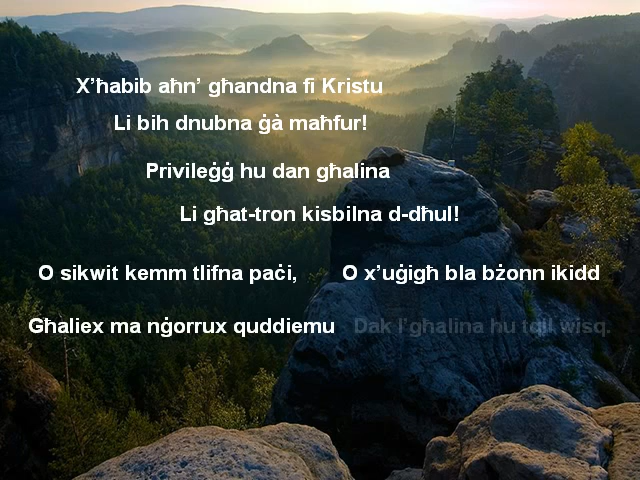 X’ħabib aħn’ għandna fi Kristu
Li bih dnubna ġà maħfur!
Privileġġ hu dan għalina
Li għat-tron kisbilna d-dħul!
O sikwit kemm tlifna paċi, O x’uġigħ bla bżonn ikidd
Għaliex ma nġorrux quddiemu Dak l’għalina hu tqil wisq.